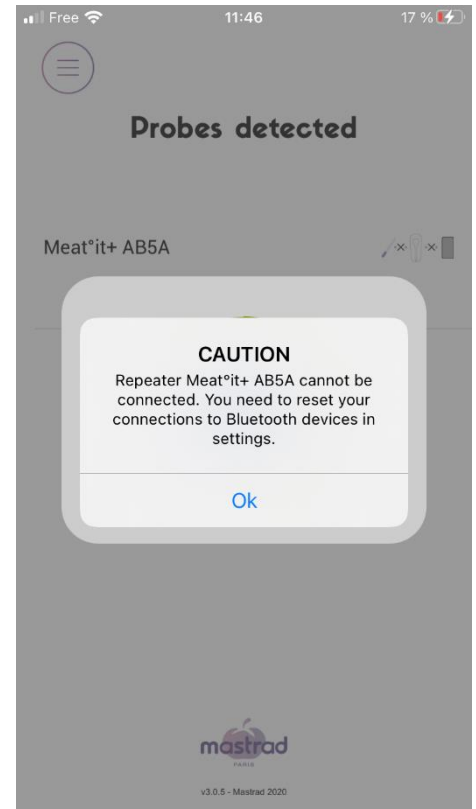 Free 11:46 17 %
Probes detected
Meat°it+ AB5A
CAUTION
Repeater Meat°it+ AB5A cannot be
connected. You need to reset your
connections to Bluetooth devices in
settings.
Ok
mastrad
PARIS
v3.0.5 - Mastrad 2020